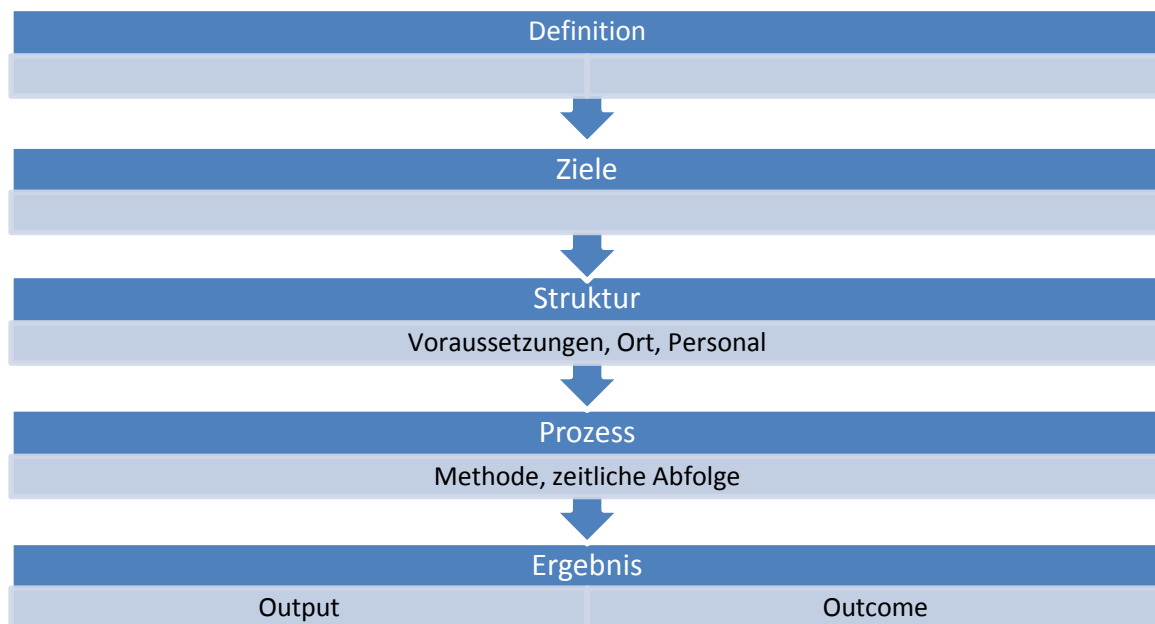 Definition
Ziele
Struktur
Voraussetzungen, Ort, Personal
Prozess
Methode, zeitliche Abfolge
Ergebnis
Output
Outcome